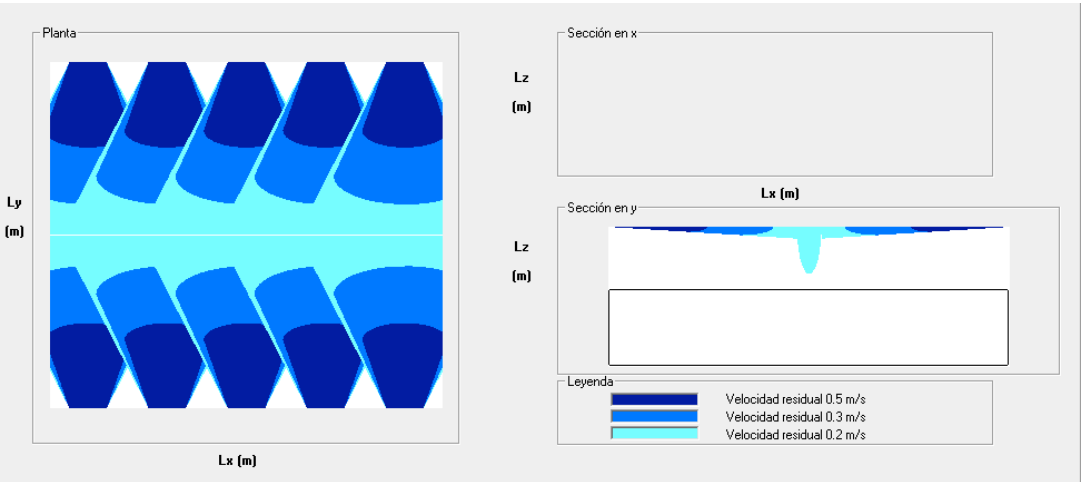 Planta
Ly
(m)
Lx (m)
Sección en x
Lz
(m)
Lx (m)
Sección en y
Lz
(m)
Leyenda
Velocidad residual 0.5 m/s
Velocidad residual 0.3 m/s
Velocidad residual 0.2 m/s